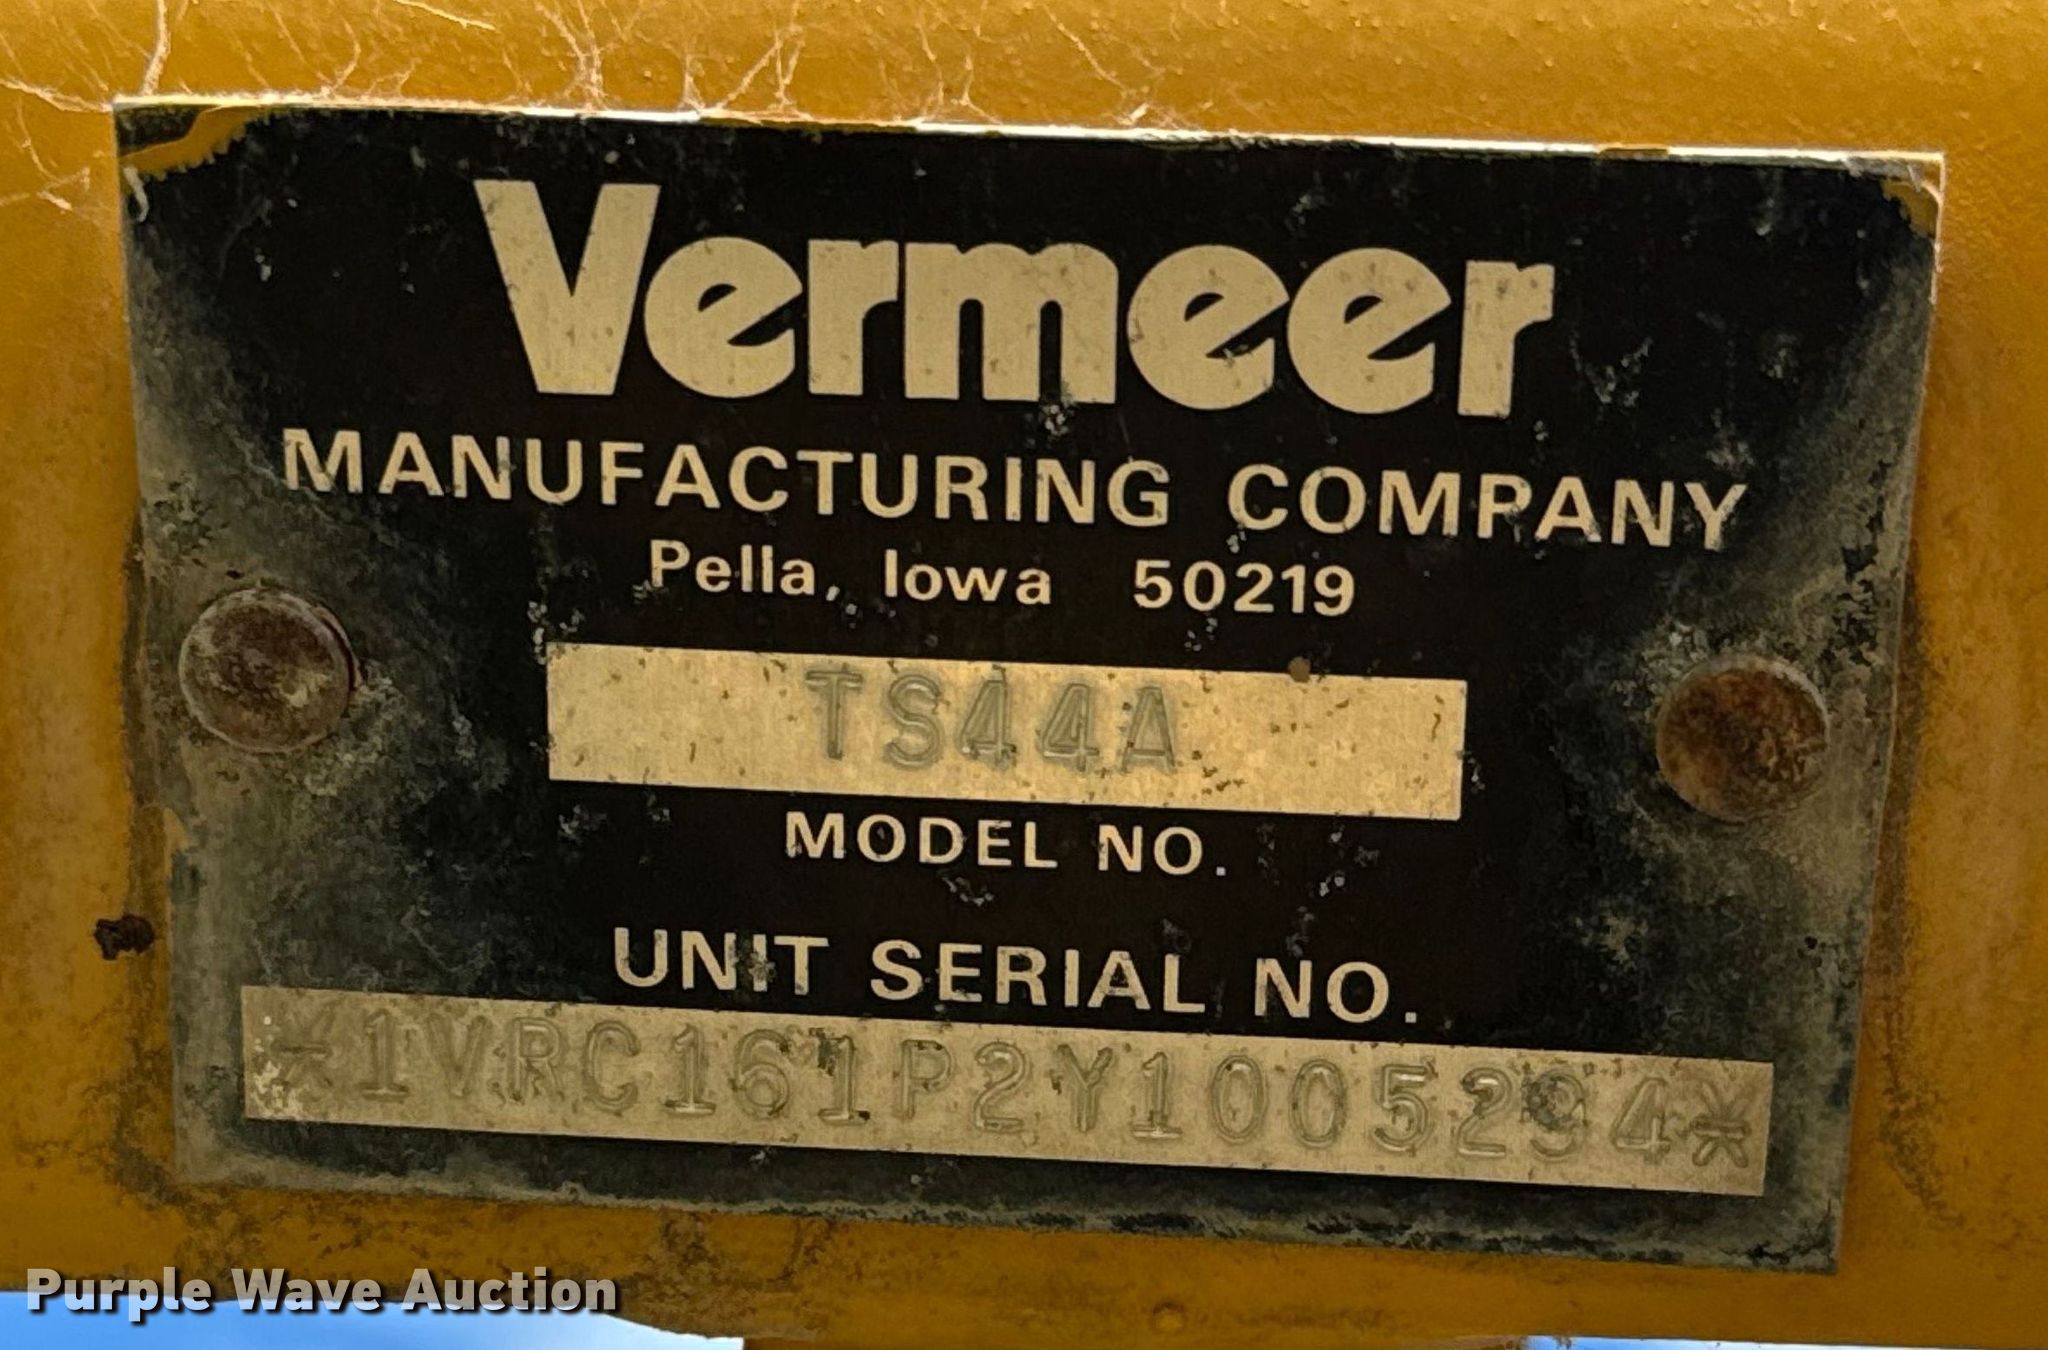 Vermeer
MANUFACTURING COMPANY
Pella, Iowa 50219
TS44A
MODEL NO.
UNIT SERIAL NO.
*1VRC161P2Y1005294*
Purple Wave Auction